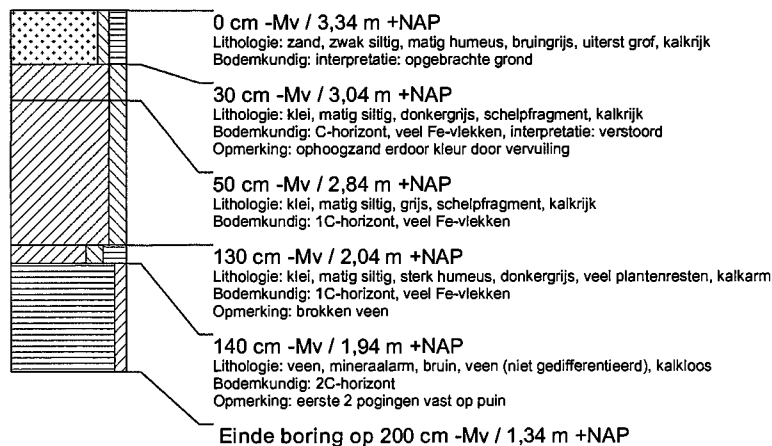 0 cm -Mv / 3,34 m +NAP
Lithologie: zand, zwak siltig, matig humeus, bruingrijs, uiterst grof, kalkrijk
Bodemkundig: interpretatie: opgebrachte grond
30 cm -Mv / 3,04 m +NAP
Lithologie: klei, matig siltig, donkergrijs, schelpfragment, kalkrijk
Bodemkundig: C-horizont, veel Fe-vlekken, interpretatie: verstoord
Opmerking: ophoogzand erdoor kleur door vervuiling
50 cm -Mv / 2,84 m +NAP
Lithologie: klei, matig siltig, grijs, schelpfragment, kalkrijk
Bodemkundig: 1C-horizont, veel Fe-vlekken
130 cm -Mv / 2,04 m +NAP
Lithologie: klei, matig siltig, sterk humeus, donkergrijs, veel plantenresten, kalkarm
Bodemkundig: 1C-horizont, veel Fe-vlekken
Opmerking: brokken veen
140 cm -Mv / 1,94 m +NAP
Lithologie: veen, mineraalarm, bruin, veen (niet gedifferentieerd), kalkloos
Bodemkundig: 2C-horizont
Opmerking: eerste 2 pogingen vast op puin
Einde boring op 200 cm -Mv / 1,34 m +NAP